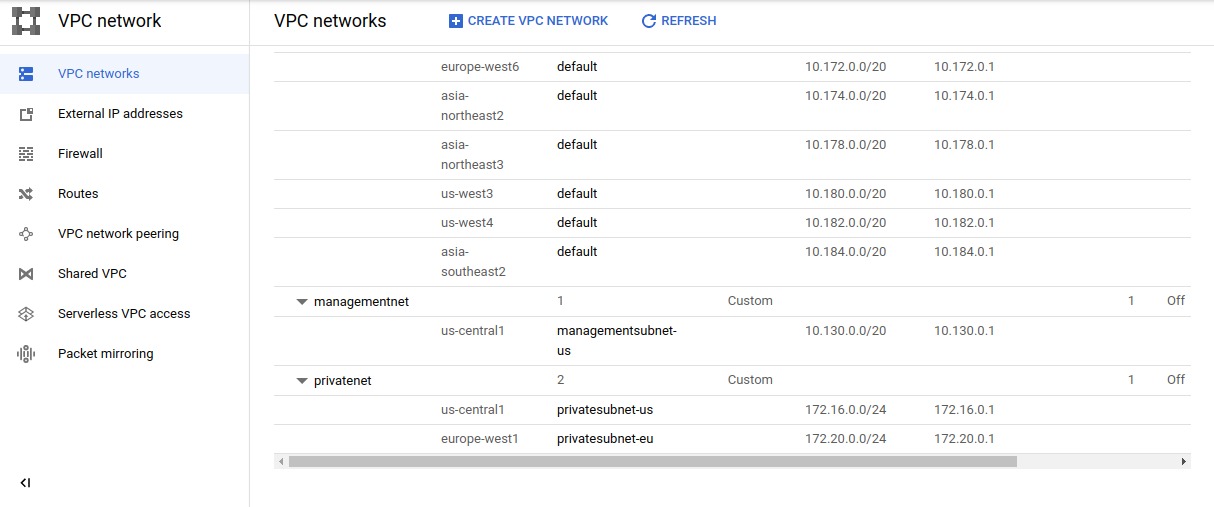 VPC network
VPC networks
CREATE VPC NETWORK
REFRESH
VPC networks
External IP addresses
Firewall
Routes
VPC network peering
Shared VPC
Serverless VPC access
Packet mirroring
europe-west6 default 10.172.0.0/20 10.172.0.1
asia- default 10.174.0.0/20 10.174.0.1
northeast2
asia- default 10.178.0.0/20 10.178.0.1
northeast3
us-west3 default 10.180.0.0/20 10.180.0.1
us-west4 default 10.182.0.0/20 10.182.0.1
asia- default 10.184.0.0/20 10.184.0.1
southeast2
managementnet 1 Custom 1 Off
us-central1 managementsubnet- 10.130.0.0/20 10.130.0.1
us
privatenet 2 Custom 1 Off
us-central1 privatesubnet-us 172.16.0.0/24 172.16.0.1
europe-west1 privatesubnet-eu 172.20.0.0/24 172.20.0.1